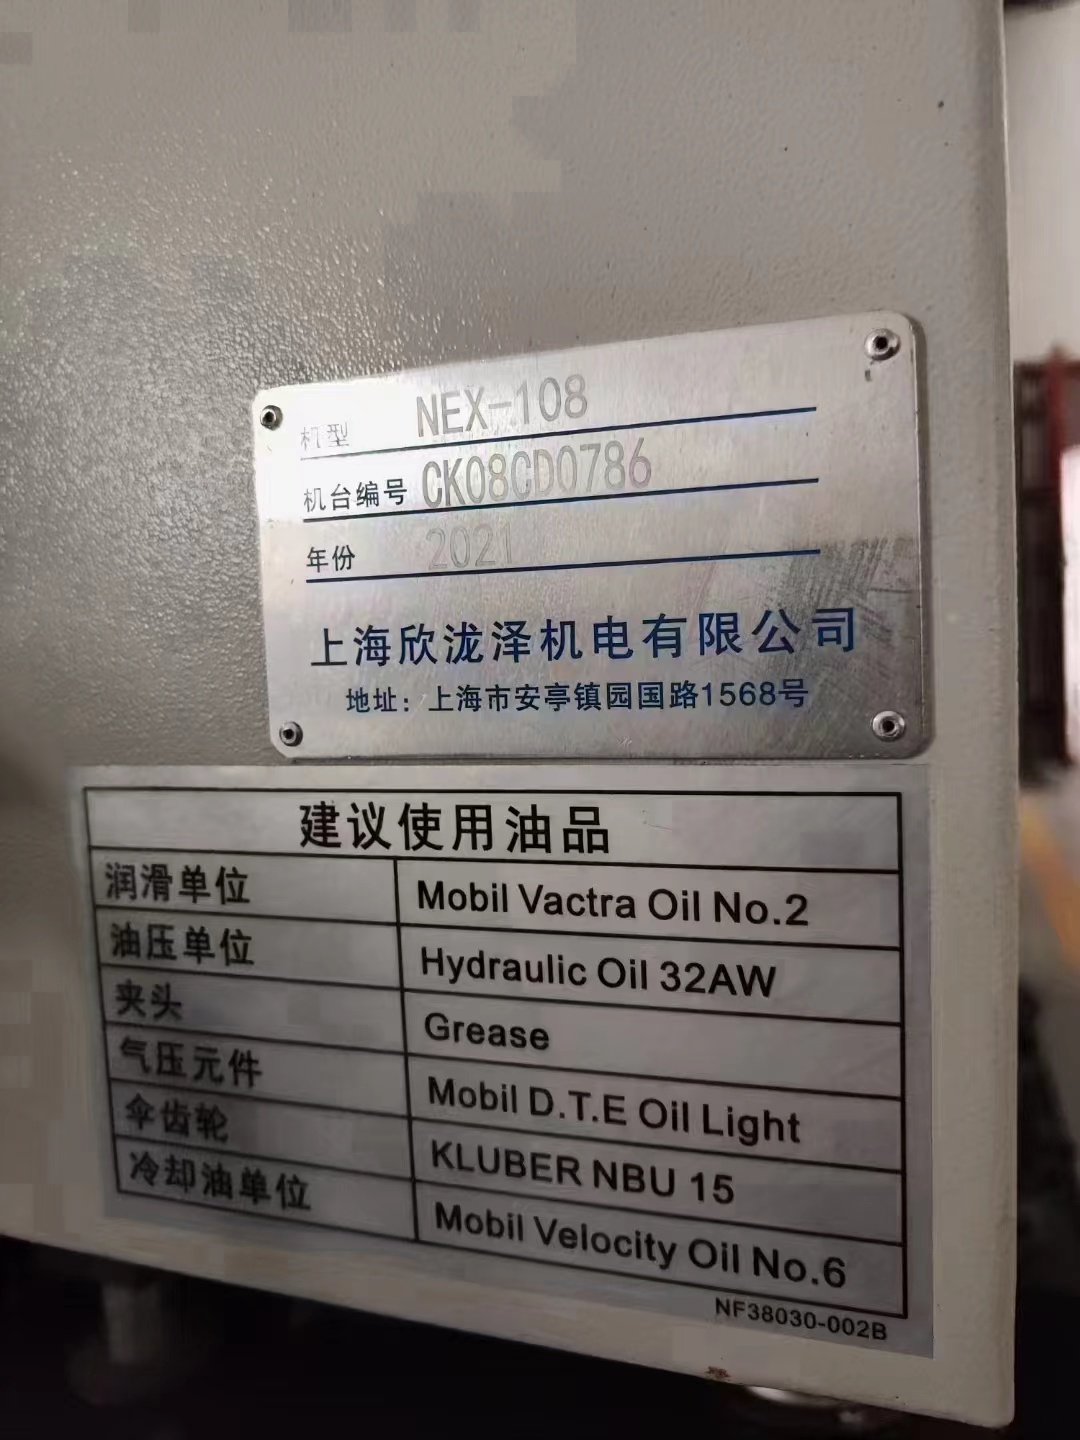 机型 NEX-108
机台编号 CK08CD0786
年份 2021
上海欣泷泽机电有限公司
地址：上海市安亭镇园国路1568号
建议使用油品
润滑单位 Mobil Vactra Oil No.2
油压单位 Hydraulic Oil 32AW
夹头 Grease
气压元件 Mobil D.T.E Oil Light
伞齿轮 KLUBER NBU 15
冷却油单位 Mobil Velocity Oil No.6
NF38030-002B